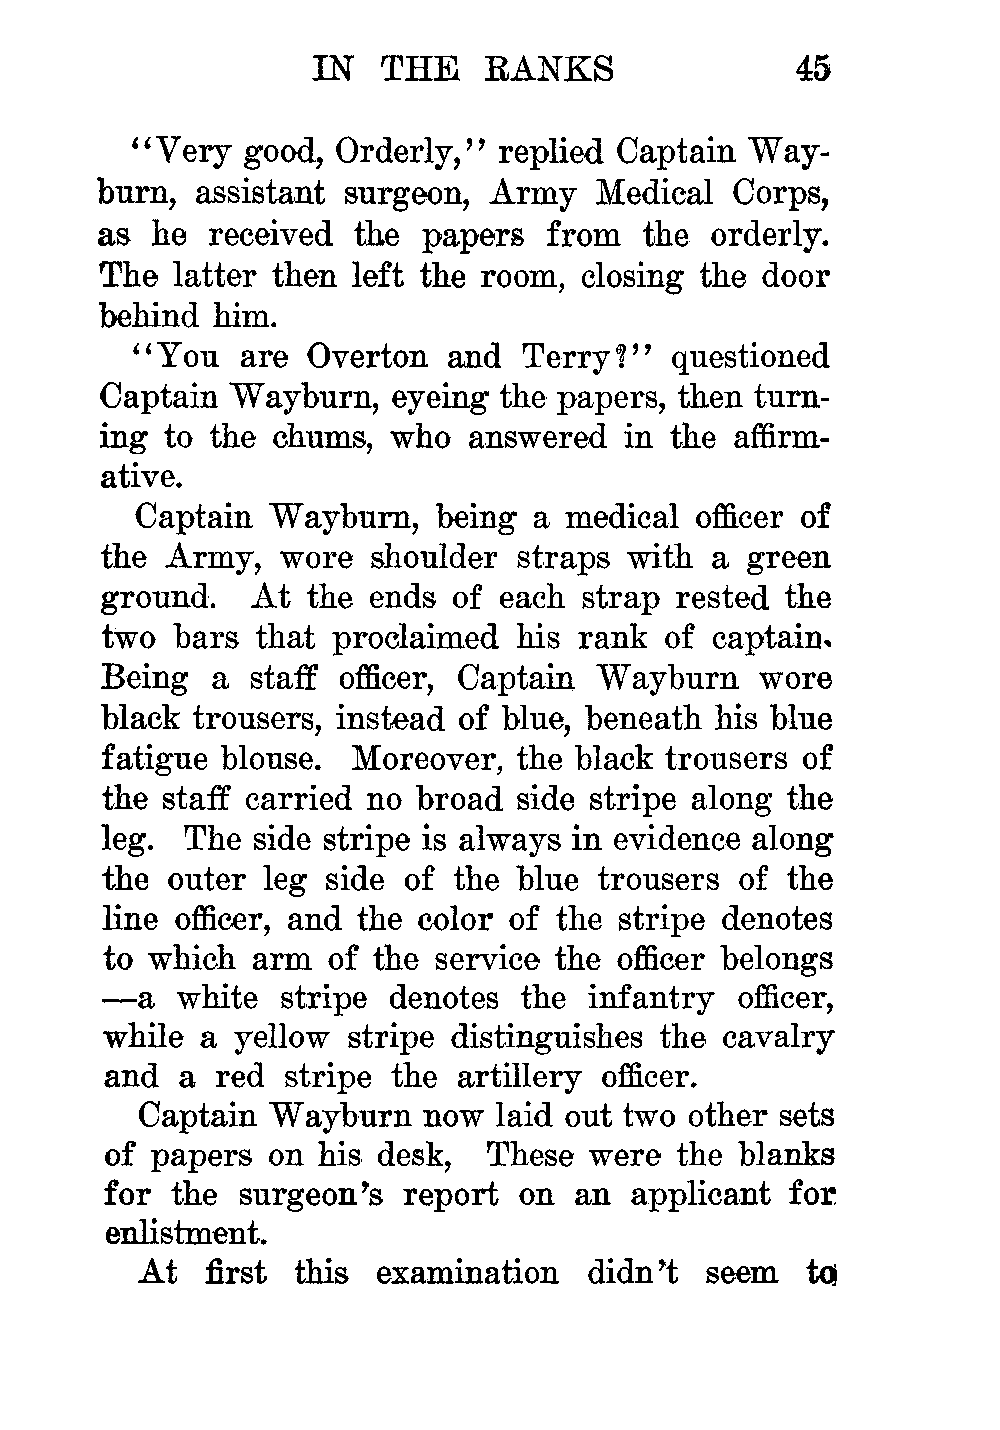 IN THE RANKS 45
“Very good, Orderly,” replied Captain Way-
burn, assistant surgeon, Army Medical Corps,
as he received the papers from the orderly.
The latter then left the room, closing the door
behind him.
“You are Overton and Terry?” questioned
Captain Wayburn, eyeing the papers, then turn-
ing to the chums, who answered in the affirm-
ative.
Captain Wayburn, being a medical officer of
the Army, wore shoulder straps with a green
ground. At the ends of each strap rested the
two bars that proclaimed his rank of captain.
Being a staff officer, Captain Wayburn wore
black trousers, instead of blue, beneath his blue
fatigue blouse. Moreover, the black trousers of
the staff carried no broad side stripe along the
leg. The side stripe is always in evidence along
the outer leg side of the blue trousers of the
line officer, and the color of the stripe denotes
to which arm of the service the officer belongs
—a white stripe denotes the infantry officer,
while a yellow stripe distinguishes the cavalry
and a red stripe the artillery officer.
Captain Wayburn now laid out two other sets
of papers on his desk, These were the blanks
for the surgeon’s report on an applicant for
enlistment.
At first this examination didn’t seem to